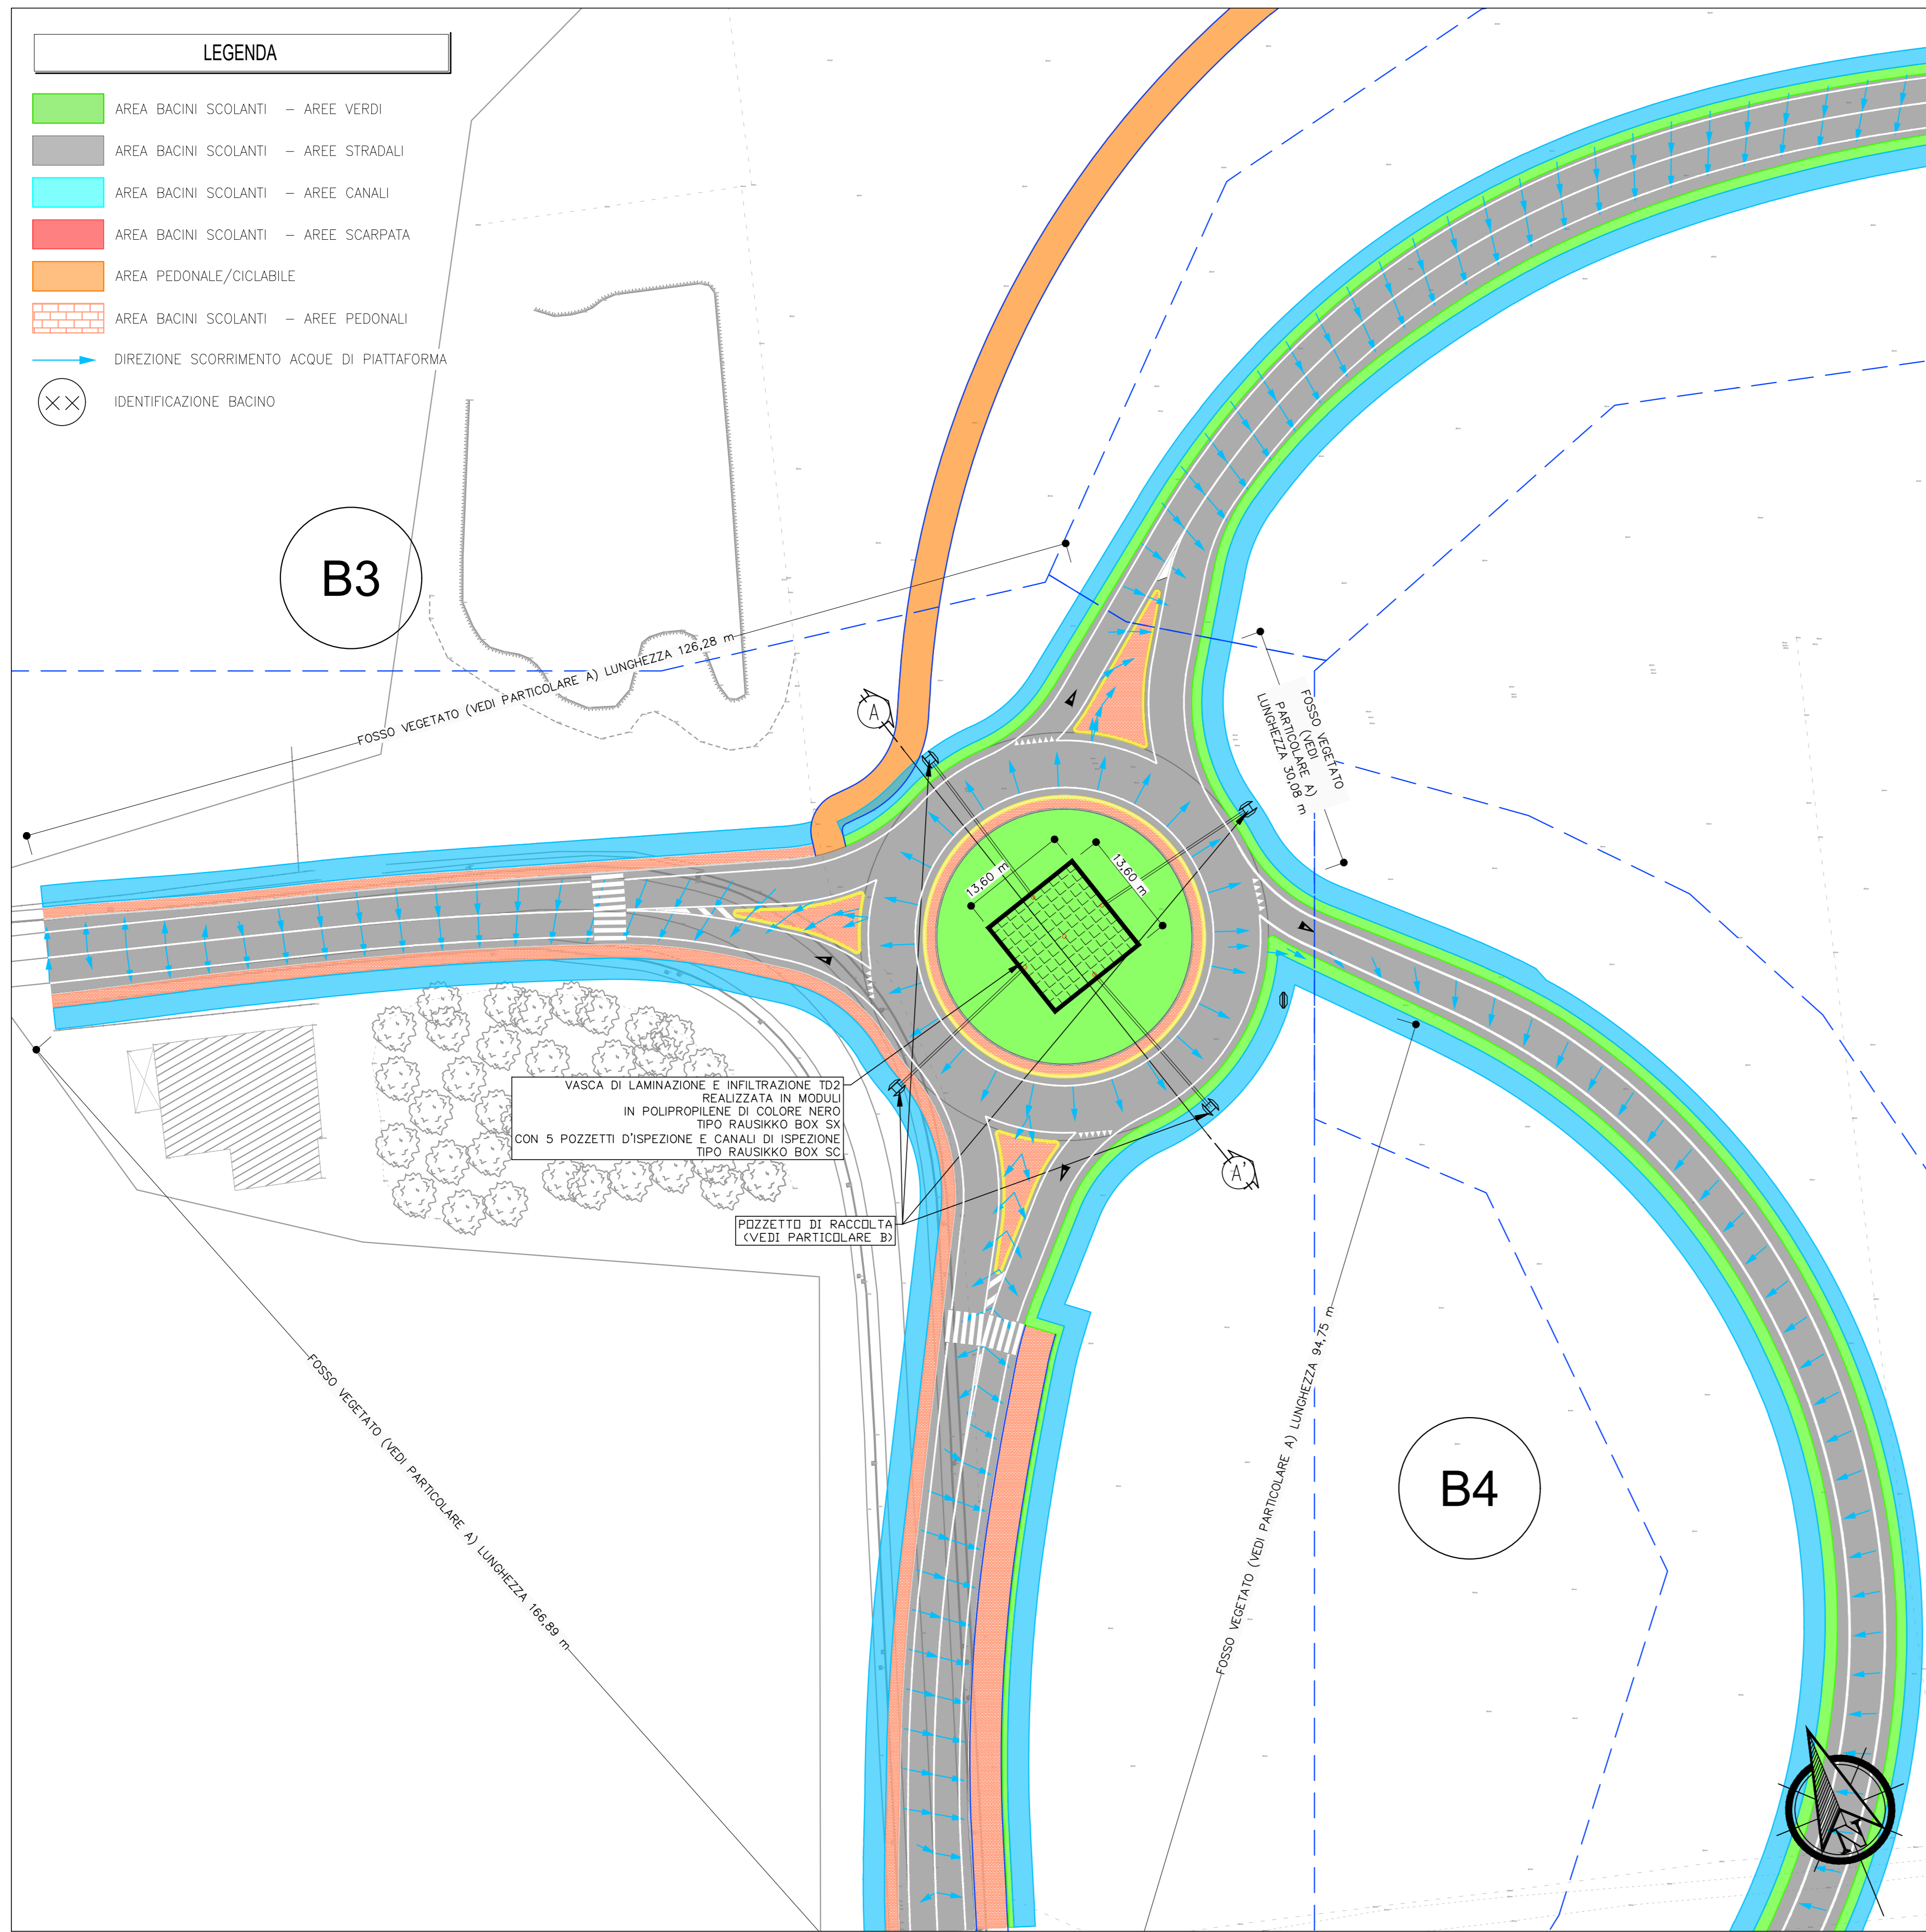 LEGENDA
AREA BACINI SCOLANTI – AREE VERDI
AREA BACINI SCOLANTI – AREE STRADALI
AREA BACINI SCOLANTI – AREE CANALI
AREA BACINI SCOLANTI – AREE SCARPATA
AREA PEDONALE/CICLABILE
AREA BACINI SCOLANTI – AREE PEDONALI
DIREZIONE SCORRIMENTO ACQUE DI PIATTAFORMA
XX IDENTIFICAZIONE BACINO
B3
FOSSO VEGETATO (VEDI PARTICOLARE A) LUNGHEZZA 126,28 m
A
FOSSO VEGETATO
(VEDI
PARTICOLARE A)
LUNGHEZZA 30,08 m
13,60 m
13,60 m
VASCA DI LAMINAZIONE E INFILTRAZIONE TD2
REALIZZATA IN MODULI
IN POLIPROPILENE DI COLORE NERO
TIPO RAUSIKKO BOX SX
CON 5 POZZETTI D'ISPEZIONE E CANALI DI ISPEZIONE
TIPO RAUSIKKO BOX SC
A'
POZZETTO DI RACCOLTA
(VEDI PARTICOLARE B)
FOSSO VEGETATO (VEDI PARTICOLARE A) LUNGHEZZA 166,89 m
FOSSO VEGETATO (VEDI PARTICOLARE A) LUNGHEZZA 94,75 m
B4
N